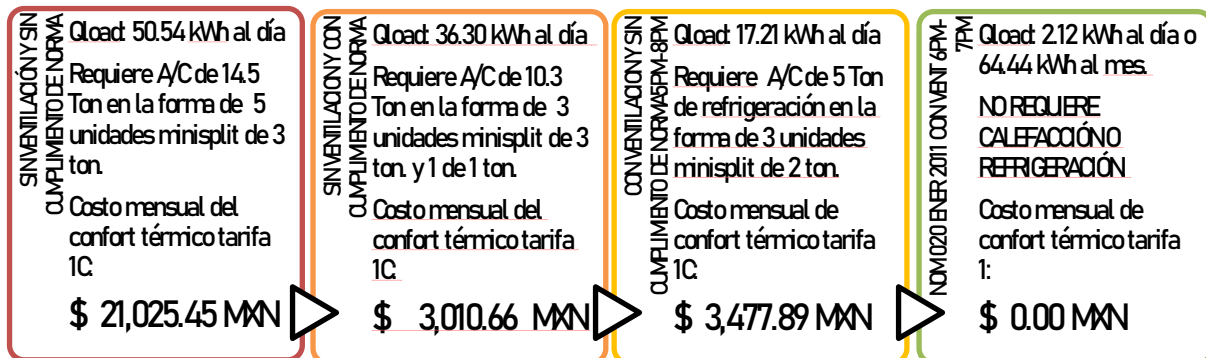 SIN VENTILACIÓN Y SIN
CUMPLIMIENTO DE NORMA
Qload: 50.54 kWh al día
Requiere A/C de 14.5
Ton en la forma de 5
unidades minisplit de 3
ton.
Costo mensual del
confort térmico tarifa
1C:
$ 21,025.45 MXN
SIN VENTILACION Y CON
CUMPLIMIENTO DE NORMA
Qload: 36.30 kWh al día
Requiere A/C de 10.3
Ton en la forma de 3
unidades minisplit de 3
ton. y 1 de 1 ton.
Costo mensual del
confort térmico tarifa
1C:
$ 3,010.66 MXN
CON VENTILACION Y SIN
CUMPLIMIENTO DE NORMA 5PM-8PM
Qload: 17.21 kWh al día
Requiere A/C de 5 Ton
de refrigeración en la
forma de 3 unidades
minisplit de 2 ton.
Costo mensual de
confort térmico tarifa
1C:
$ 3,477.89 MXN
NOM 020 ENER 2011 CON VENT 6PM-
7PM
Qload: 2.12 kWh al día o
64.44 kWh al mes.
NO REQUIERE
CALEFFACCIÓN O
REFRIGERACIÓN
Costo mensual de
confort térmico tarifa
1:
$ 0.00 MXN